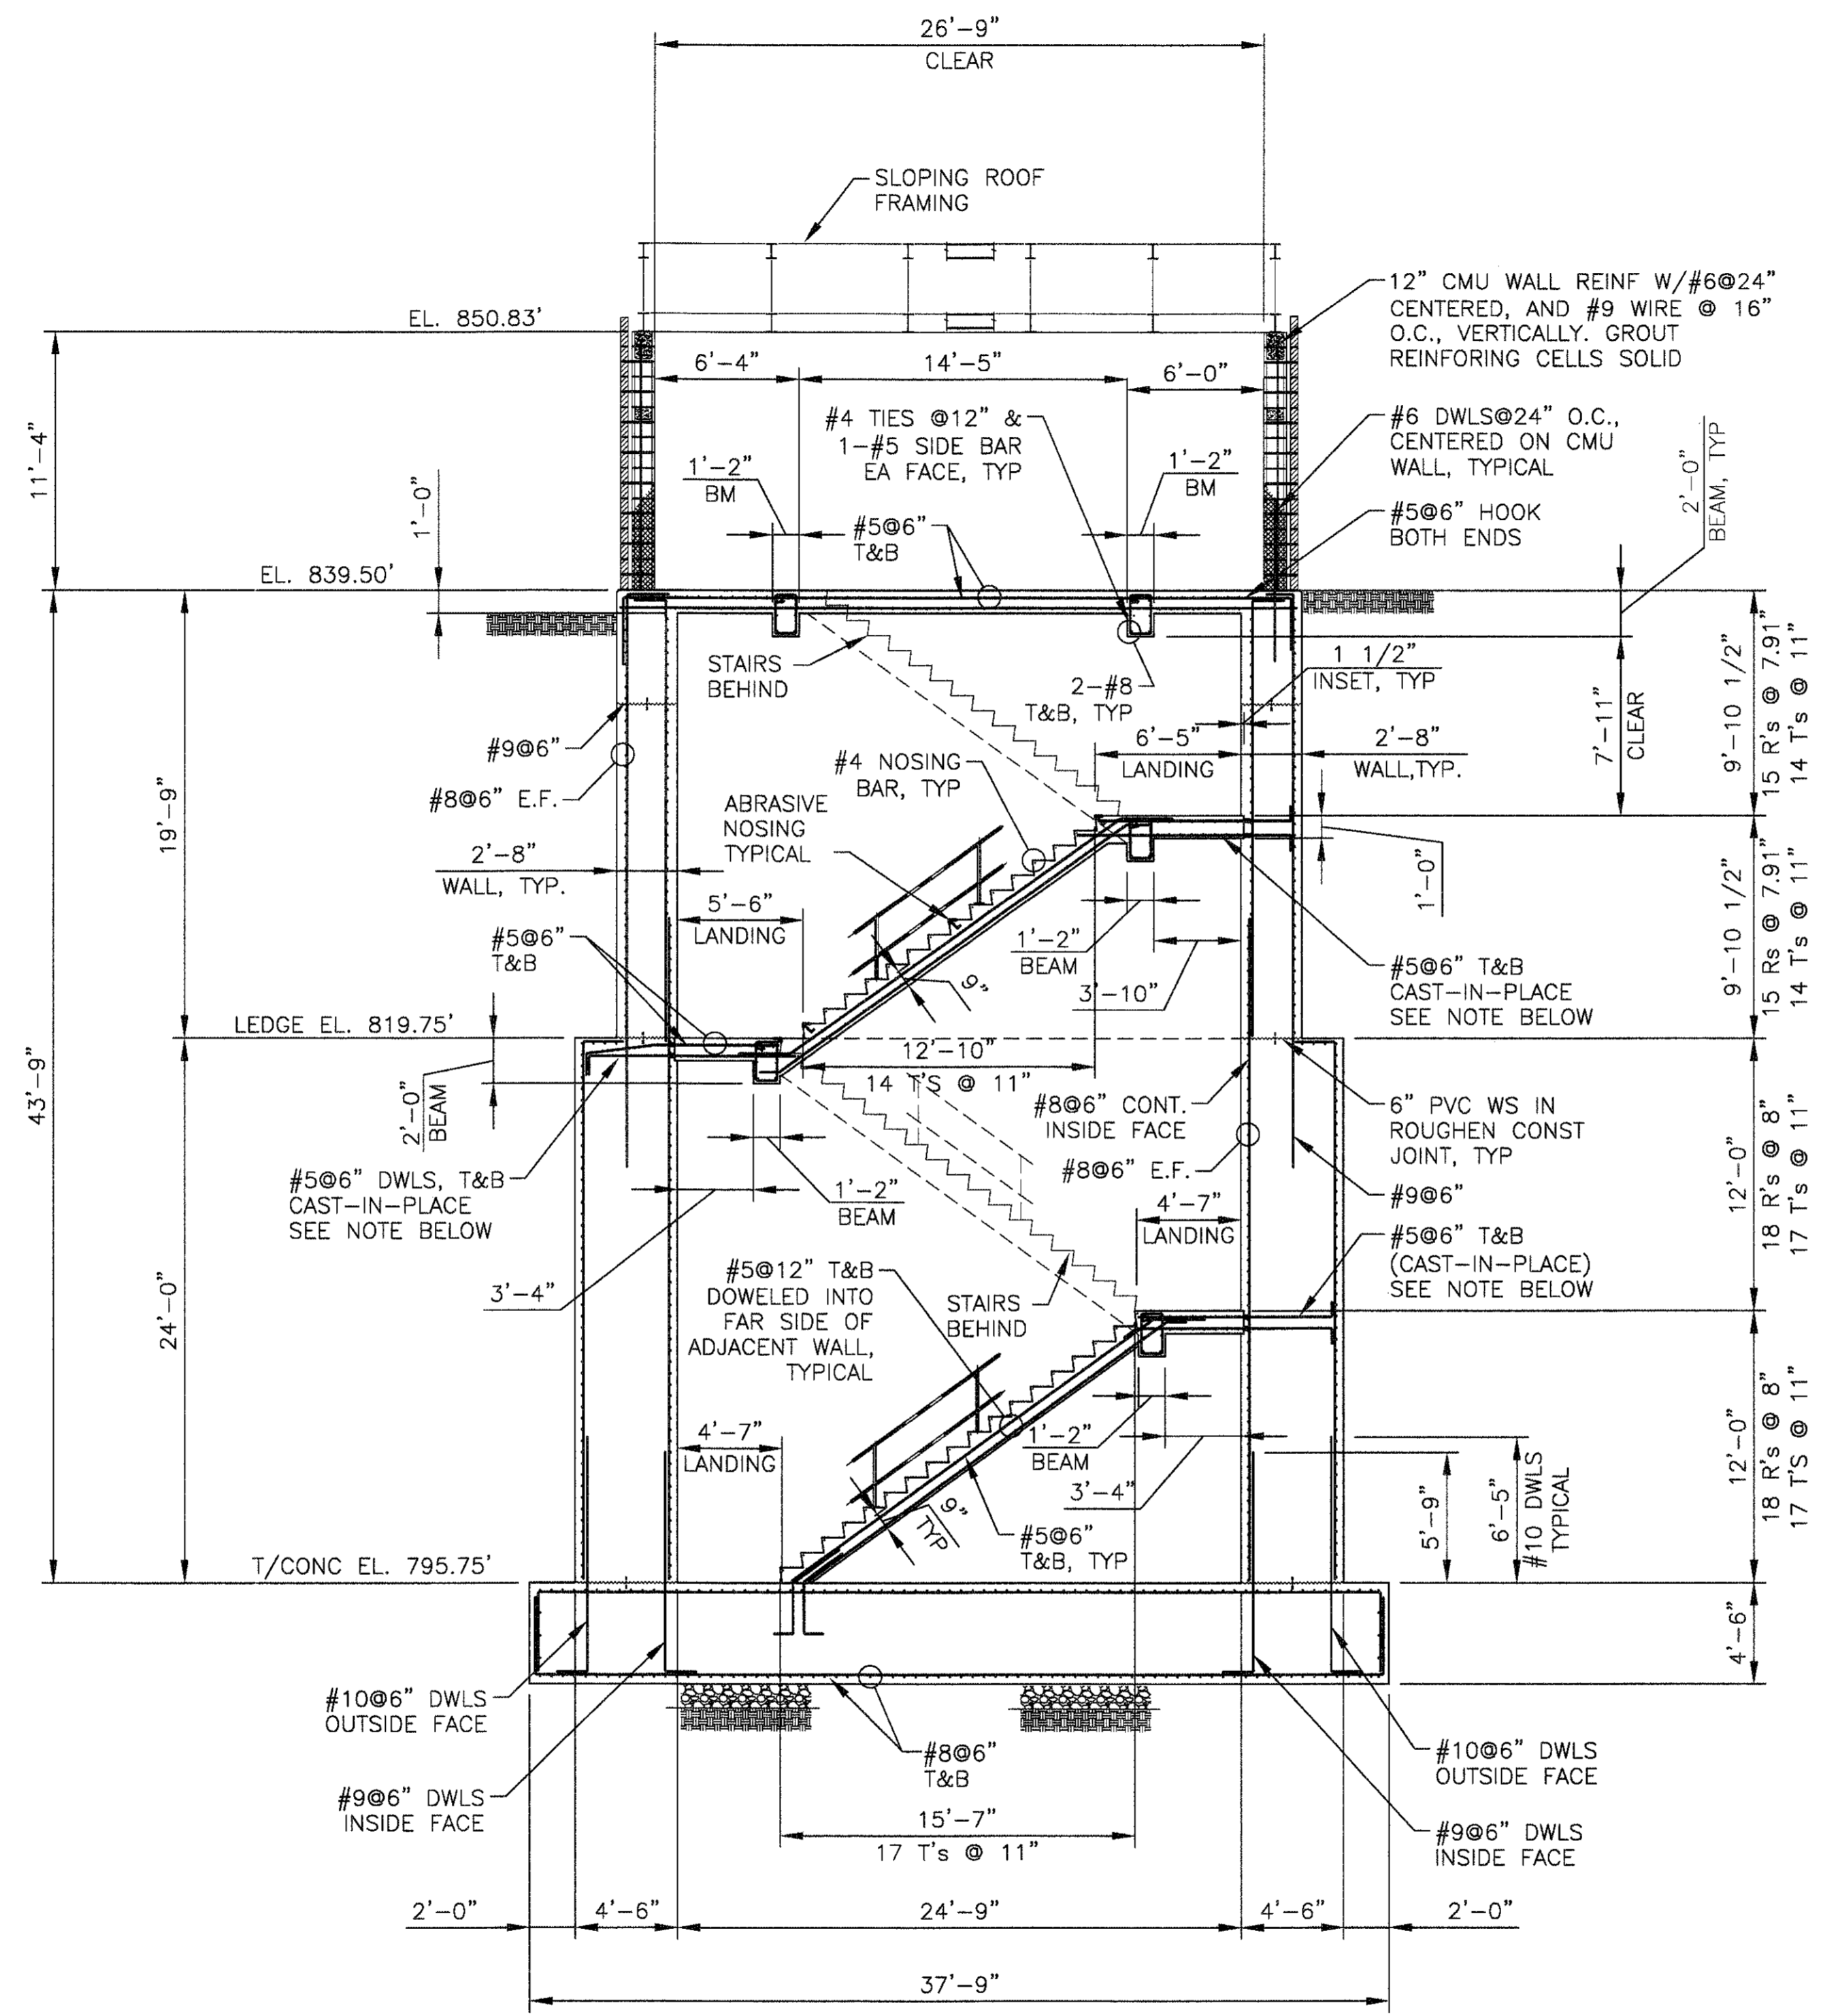 26'-9"
CLEAR
SLOPING ROOF
FRAMING
EL. 850.83'
12" CMU WALL REINF W/#6@24"
CENTERED, AND #9 WIRE @ 16"
O.C., VERTICALLY. GROUT
REINFORING CELLS SOLID
6'-4"
14'-5"
6'-0"
#4 TIES @12" &
1-#5 SIDE BAR
EA FACE, TYP
#6 DWLS@24" O.C.,
CENTERED ON CMU
WALL, TYPICAL
2'-0"
BEAM, TYP
11'-4"
1'-0"
1'-2"
BM
1'-2"
BM
#5@6"
T&B
#5@6" HOOK
BOTH ENDS
EL. 839.50'
STAIRS
BEHIND
2-#8
T&B, TYP
1 1/2"
INSET, TYP
7'-11"
CLEAR
9'-10 1/2"
15 R's @ 7.91"
14 T's @ 11"
#9@6"
#8@6" E.F.
#4 NOSING
BAR, TYP
6'-5"
LANDING
2'-8"
WALL,TYP.
19'-9"
ABRASIVE
NOSING
TYPICAL
2'-8"
WALL, TYP.
5'-6"
LANDING
1'-0"
9'-10 1/2"
15 Rs @ 7.91"
14 T's @ 11"
#5@6"
T&B
9"
1'-2"
BEAM
3'-10"
#5@6" T&B
CAST-IN-PLACE
SEE NOTE BELOW
LEDGE EL. 819.75'
12'-10"
14 T'S @ 11"
43'-9"
2'-0"
BEAM
#8@6" CONT.
INSIDE FACE
#8@6" E.F.
6" PVC WS IN
ROUGHEN CONST
JOINT, TYP
#9@6"
12'-0"
18 R's @ 8"
17 T's @ 11"
#5@6" DWLS, T&B
CAST-IN-PLACE
SEE NOTE BELOW
1'-2"
BEAM
4'-7"
LANDING
#5@6" T&B
(CAST-IN-PLACE)
SEE NOTE BELOW
3'-4"
24'-0"
#5@12" T&B
DOWELED INTO
FAR SIDE OF
ADJACENT WALL,
TYPICAL
STAIRS
BEHIND
4'-7"
LANDING
1'-2"
BEAM
3'-4"
9"
TYP
#5@6"
T&B, TYP
5'-9"
6'-5"
#10 DWLS
TYPICAL
12'-0"
18 R's @ 8"
17 T'S @ 11"
T/CONC EL. 795.75'
4'-6"
#10@6" DWLS
OUTSIDE FACE
#8@6"
T&B
#10@6" DWLS
OUTSIDE FACE
#9@6" DWLS
INSIDE FACE
15'-7"
17 T's @ 11"
#9@6" DWLS
INSIDE FACE
2'-0"
4'-6"
24'-9"
4'-6"
2'-0"
37'-9"